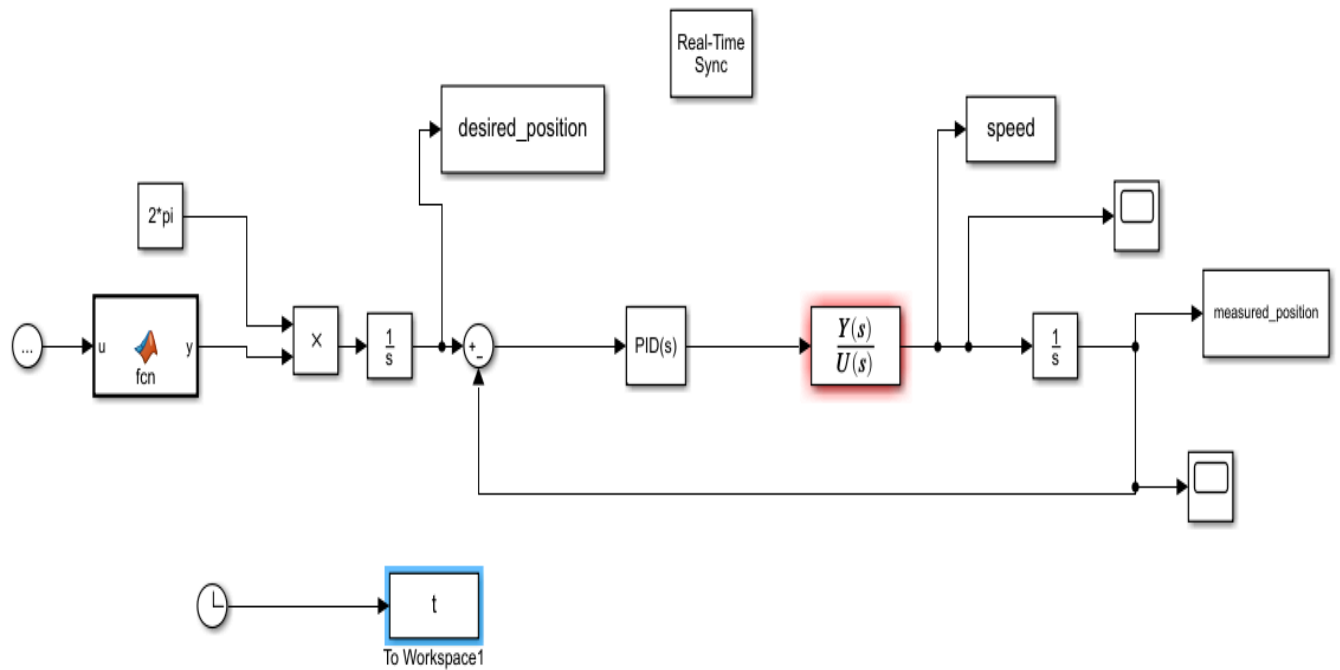 Real-Time
Sync
desired_position
speed
2*pi
measured_position
...
u
y
fcn
×
1
s
+
-
PID(s)
Y(s)
U(s)
1
s
t
To Workspace1